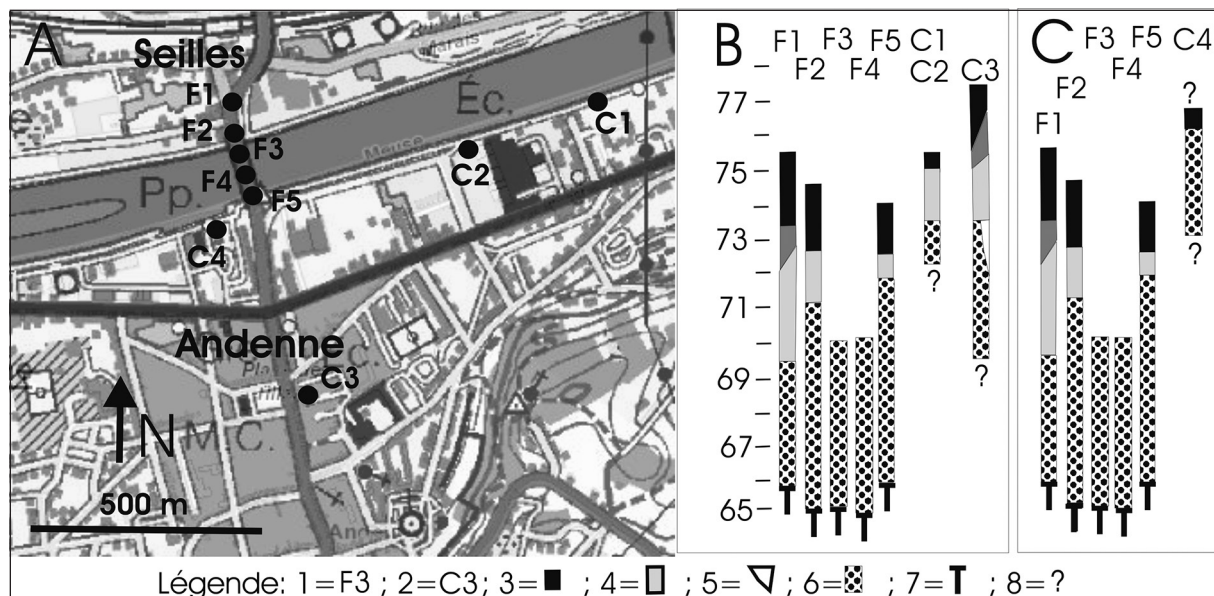 A
Seilles
Marais
F1
F2
F3
F4
F5
Éc.
Meuse
Pp.
C1
C2
C4
Andenne
C.
C3
N
M.C.
500 m
B
F1 F3 F5 C1
F2 F4 C2 C3
77
75
73
71
69
67
65
?
?
C
F3 F5 C4
F2 F4
F1
?
?
Légende: 1=F3 ; 2=C3; 3= ; 4= ; 5= ; 6= ; 7= ; 8=?